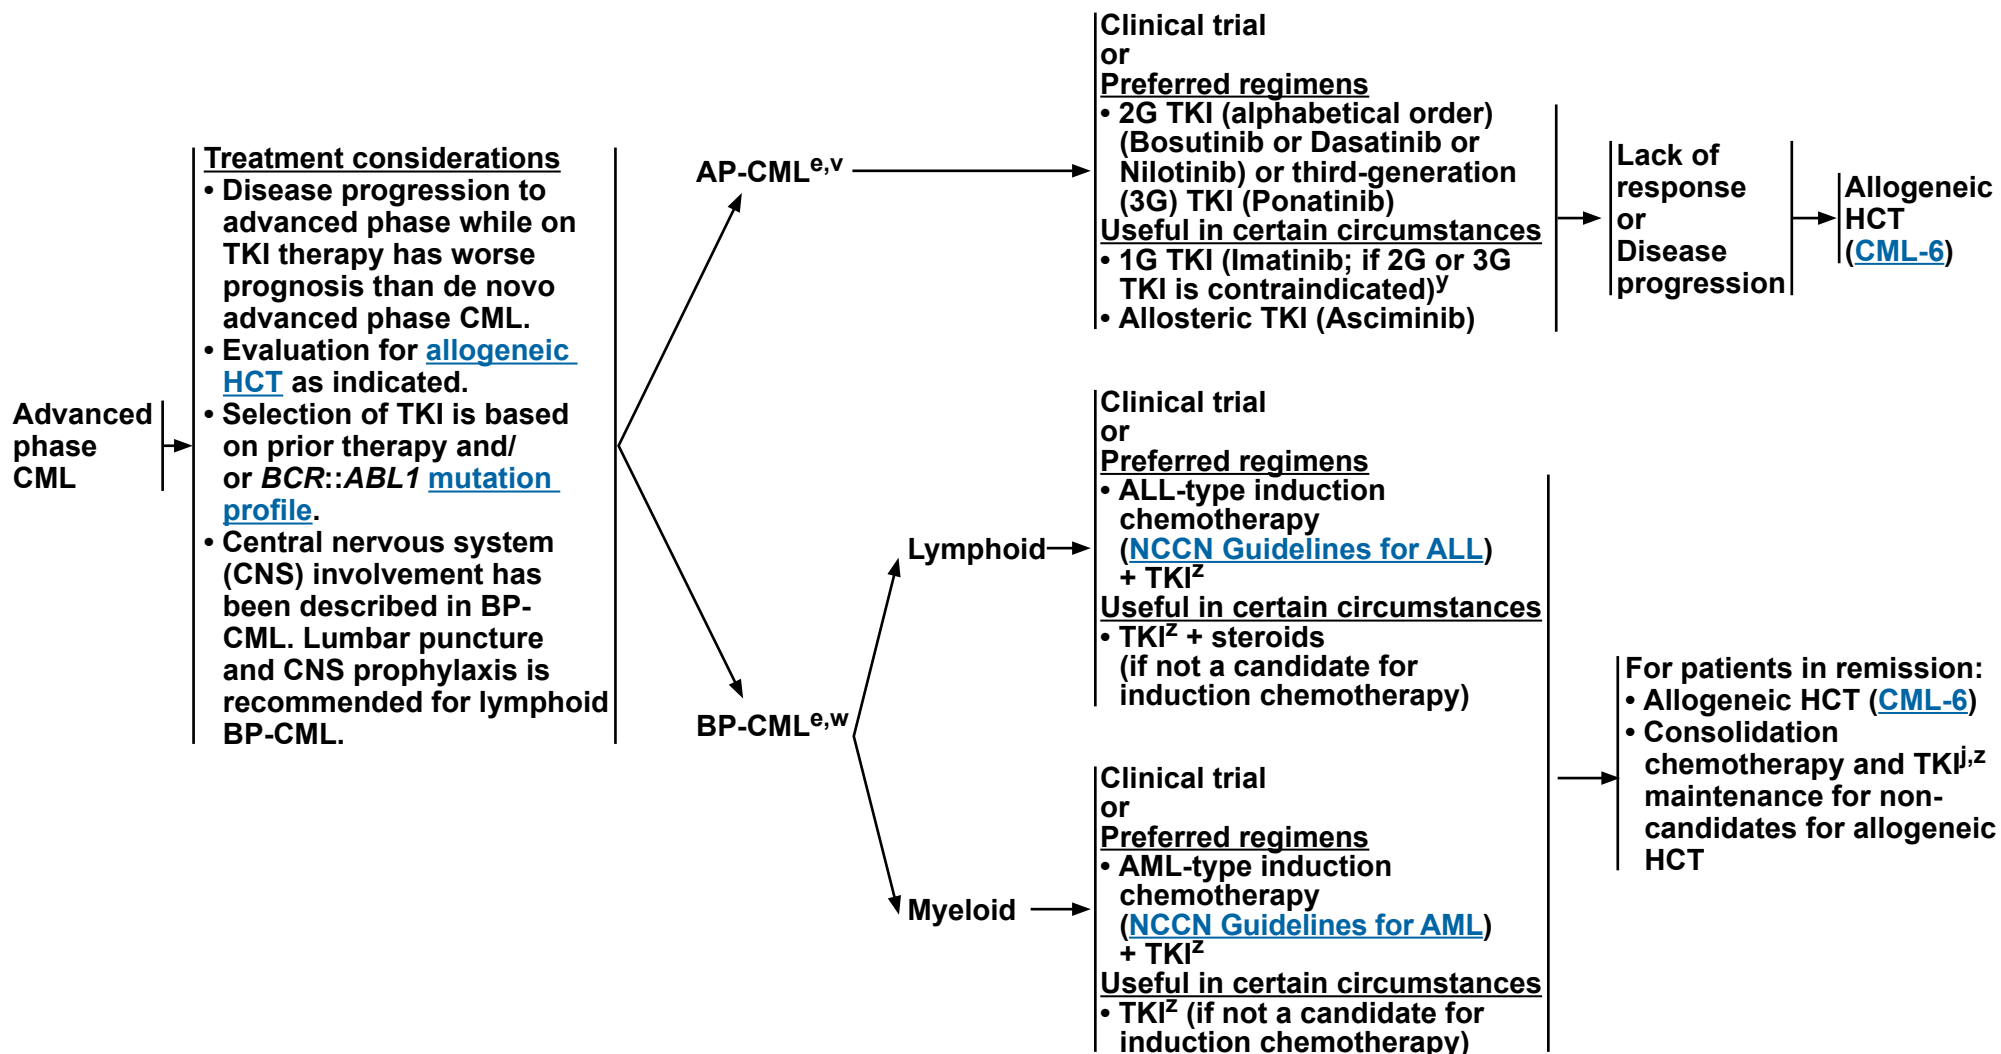 Advanced
phase
CML
Treatment considerations
• Disease progression to
advanced phase while on
TKI therapy has worse
prognosis than de novo
advanced phase CML.
• Evaluation for allogeneic
HCT as indicated.
• Selection of TKI is based
on prior therapy and/
or BCR::ABL1 mutation
profile.
• Central nervous system
(CNS) involvement has
been described in BP-
CML. Lumbar puncture
and CNS prophylaxis is
recommended for lymphoid
BP-CML.
AP-CMLe,v
Clinical trial
or
Preferred regimens
• 2G TKI (alphabetical order)
(Bosutinib or Dasatinib or
Nilotinib) or third-generation
(3G) TKI (Ponatinib)
Useful in certain circumstances
• 1G TKI (Imatinib; if 2G or 3G
TKI is contraindicated)y
• Allosteric TKI (Asciminib)
Lack of
response
or
Disease
progression
Allogeneic
HCT
(CML-6)
BP-CMLe,w
Lymphoid
Clinical trial
or
Preferred regimens
• ALL-type induction
chemotherapy
(NCCN Guidelines for ALL)
+ TKIz
Useful in certain circumstances
• TKIz + steroids
(if not a candidate for
induction chemotherapy)
Myeloid
Clinical trial
or
Preferred regimens
• AML-type induction
chemotherapy
(NCCN Guidelines for AML)
+ TKIz
Useful in certain circumstances
• TKIz (if not a candidate for
induction chemotherapy)
For patients in remission:
• Allogeneic HCT (CML-6)
• Consolidation
chemotherapy and TKIj,z
maintenance for non-
candidates for allogeneic
HCT